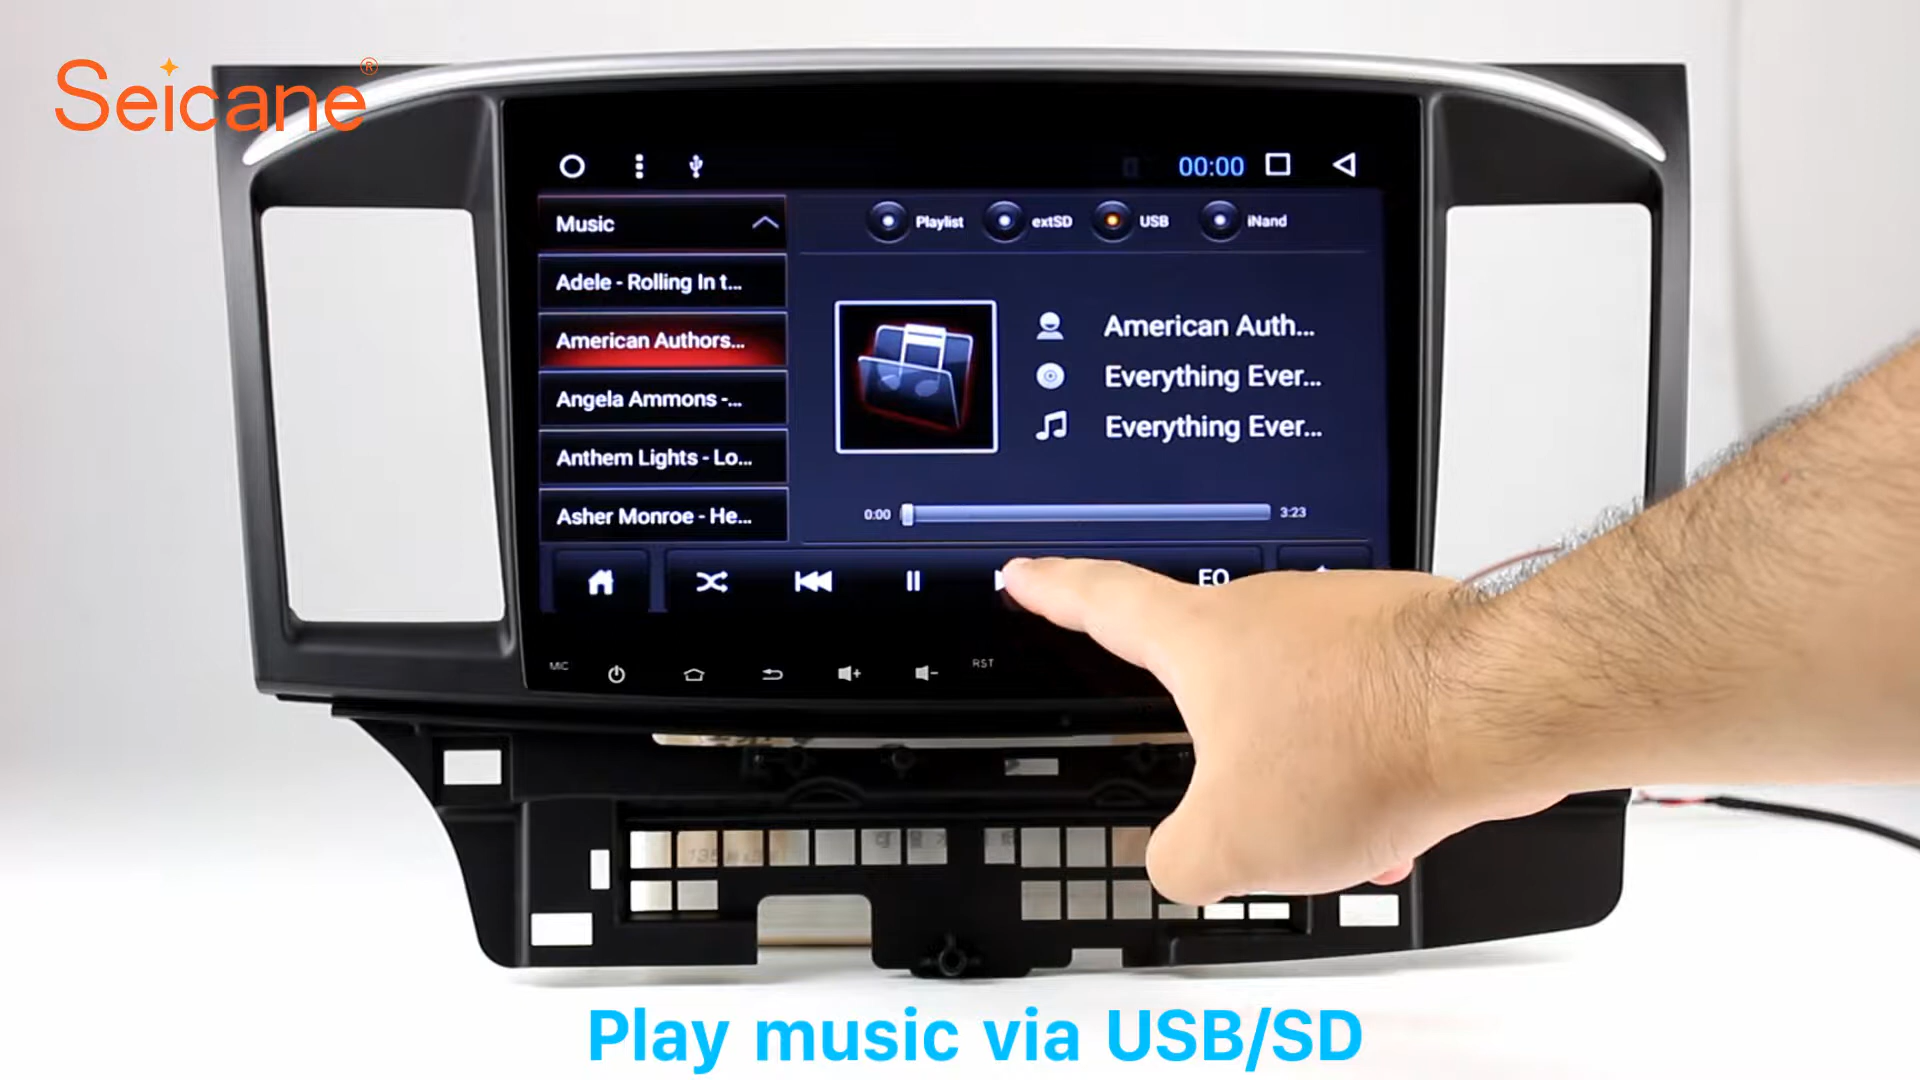 Seicane®
00:00
Music
Playlist
extSD
USB
iNand
Adele - Rolling In t...
American Authors...
Angela Ammons -...
Anthem Lights - Lo...
Asher Monroe - He...
American Auth...
Everything Ever...
Everything Ever...
0:00
3:23
EQ
MIC
RST
Play music via USB/SD